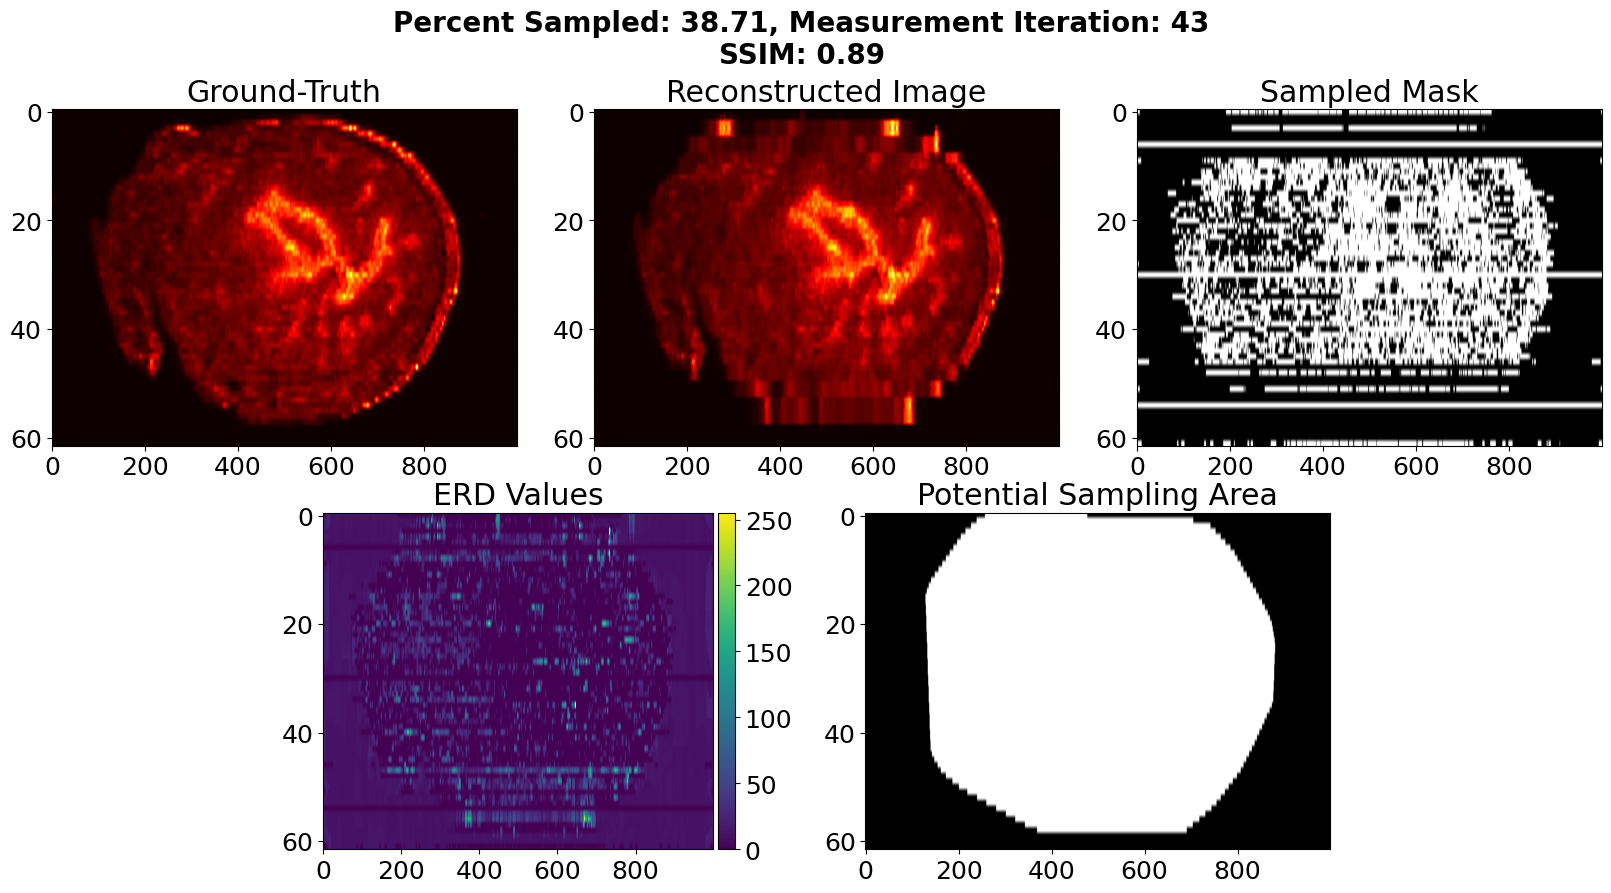 Percent Sampled: 38.71, Measurement Iteration: 43
SSIM: 0.89
Ground-Truth
Reconstructed Image
Sampled Mask
0
20
40
60
0 200 400 600 800
0
20
40
60
0 200 400 600 800
0
20
40
60
0 200 400 600 800
ERD Values
Potential Sampling Area
0
20
40
60
0 200 400 600 800
250
200
150
100
50
0
0
20
40
60
0 200 400 600 800